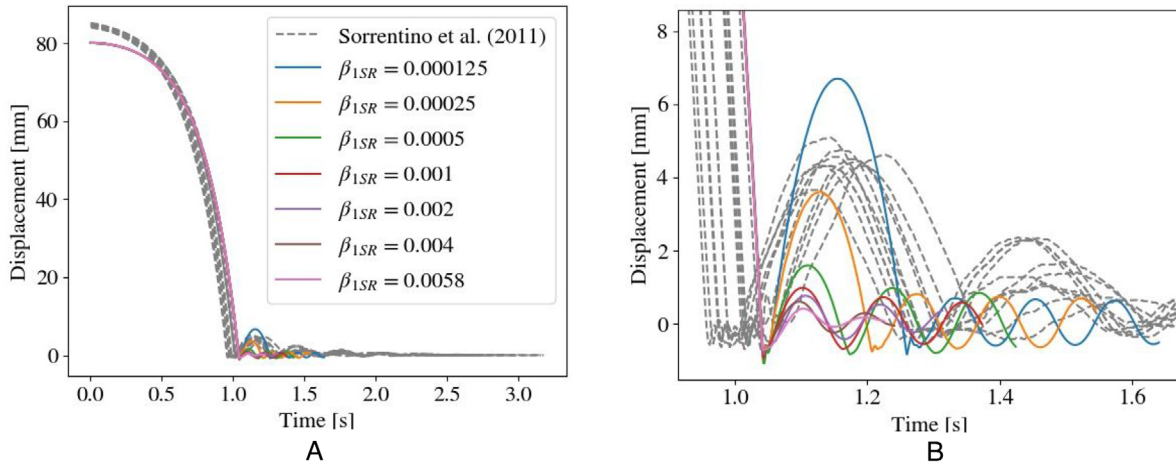 80
60
40
20
0
Displacement [mm]
0.0 0.5 1.0 1.5 2.0 2.5 3.0
Time [s]
Sorrentino et al. (2011)
β1SR = 0.000125
β1SR = 0.00025
β1SR = 0.0005
β1SR = 0.001
β1SR = 0.002
β1SR = 0.004
β1SR = 0.0058
A
8
6
4
2
0
Displacement [mm]
1.0 1.2 1.4 1.6
Time [s]
B